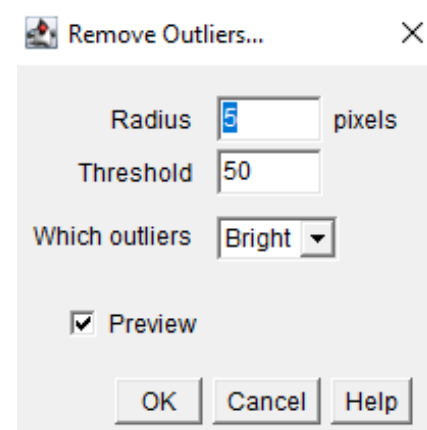 Remove Outliers...
Radius 5 pixels
Threshold 50
Which outliers Bright
Preview
OK Cancel Help